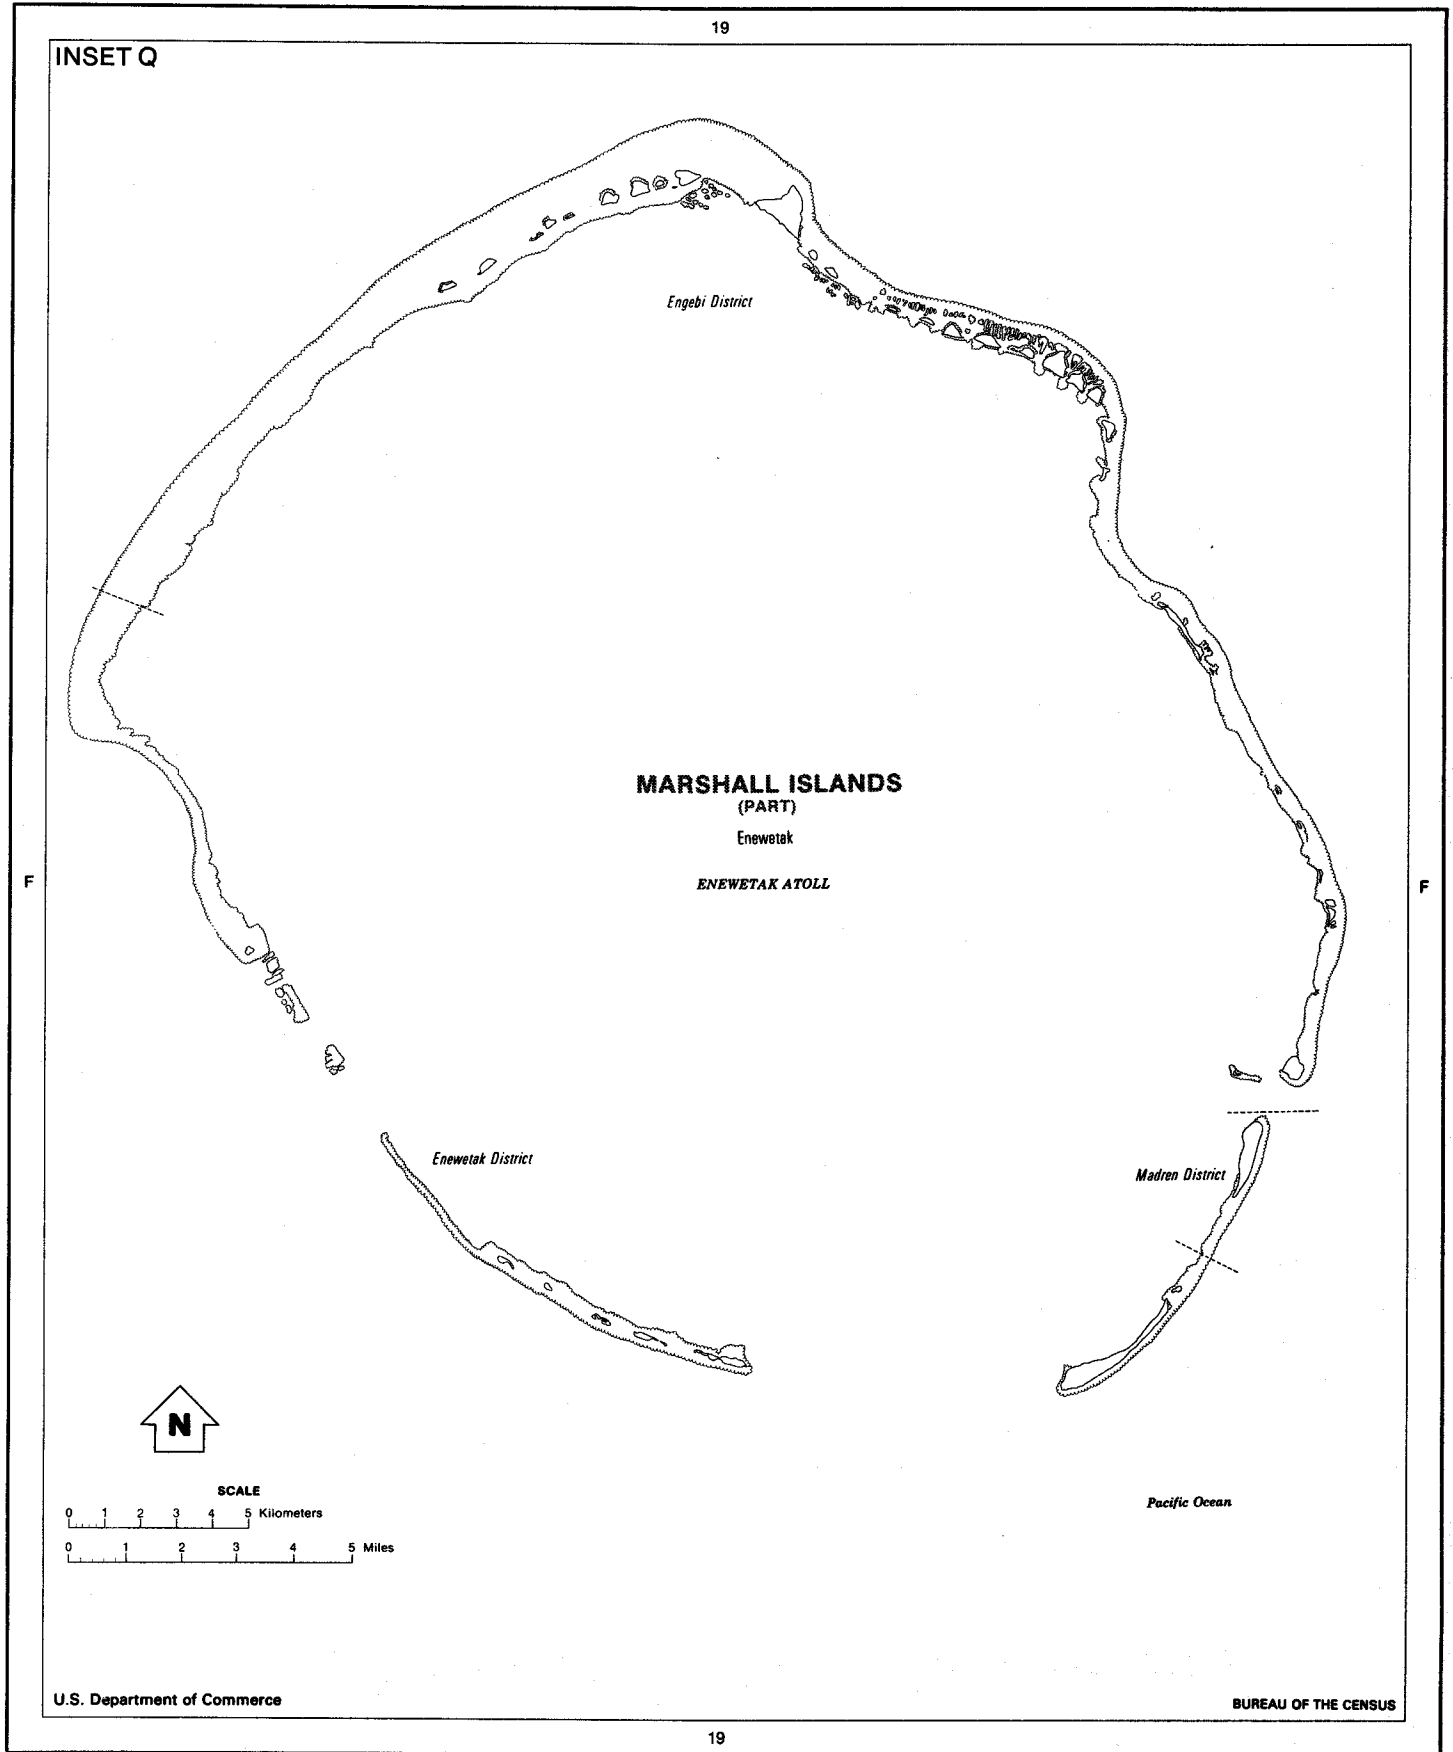 19
INSET Q
Engebi District
MARSHALL ISLANDS
(PART)
Enewetak
ENEWETAK ATOLL
F
F
Enewetak District
Madren District
N
SCALE
0 1 2 3 4 5 Kilometers
0 1 2 3 4 5 Miles
Pacific Ocean
U.S. Department of Commerce
BUREAU OF THE CENSUS
19